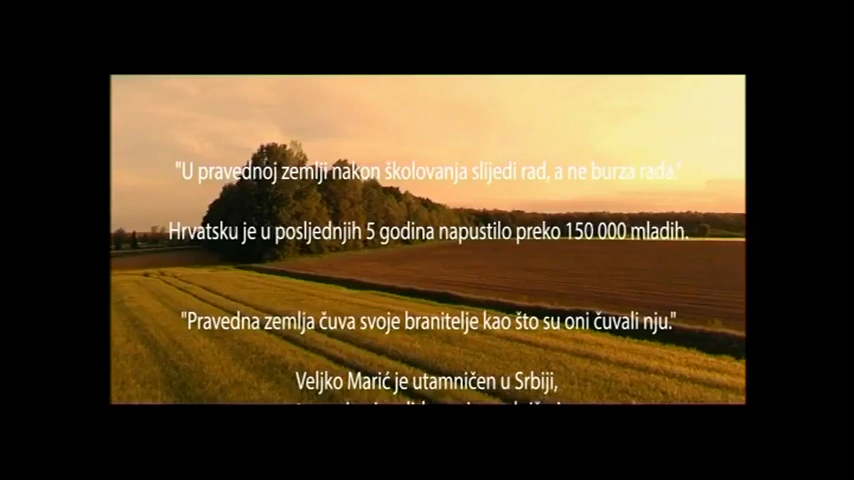 "U pravednoj zemlji nakon školovanja slijedi rad, a ne burza rada."
Hrvatsku je u posljednjih 5 godina napustilo preko 150 000 mladih.
"Pravedna zemlja čuva svoje branitelje kao što su oni čuvali nju."
Veljko Marić je utamničen u Srbiji,